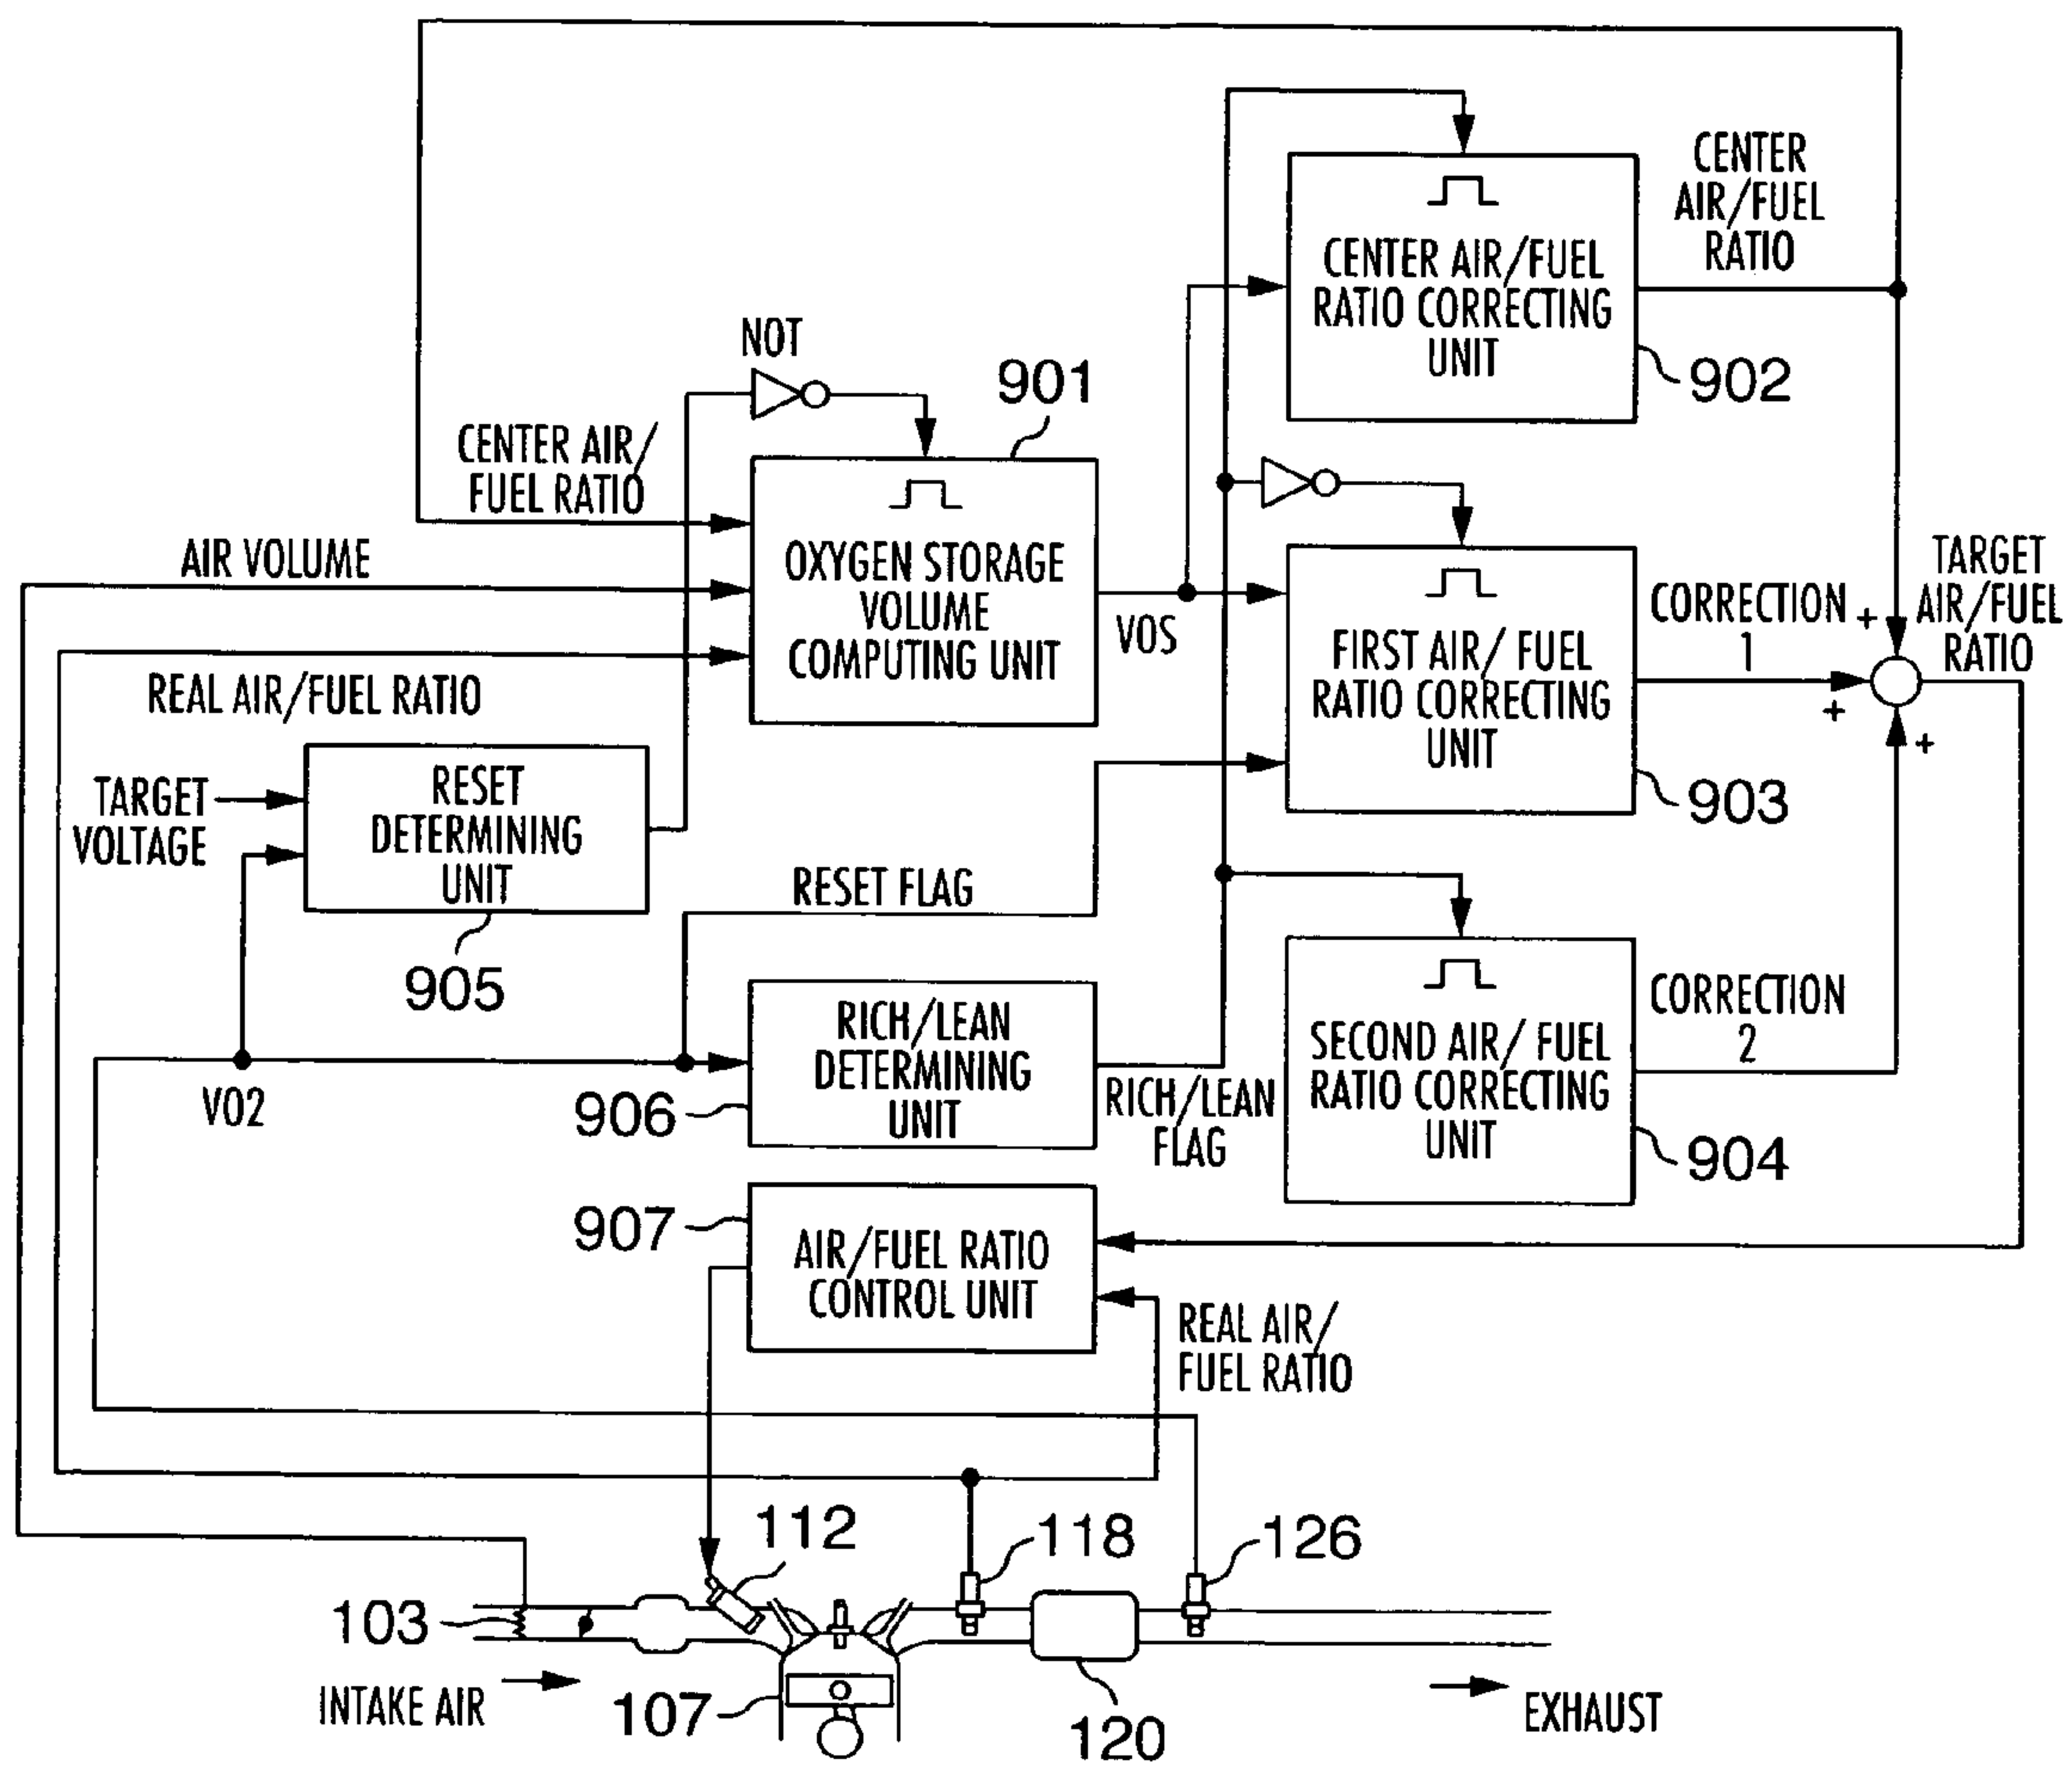 CENTER
AIR/FUEL
RATIO
CENTER AIR/FUEL
RATIO CORRECTING
UNIT
902
NOT
901
CENTER AIR/
FUEL RATIO
AIR VOLUME
REAL AIR/FUEL RATIO
OXYGEN STORAGE
VOLUME
COMPUTING UNIT
VOS
FIRST AIR/ FUEL
RATIO CORRECTING
UNIT
903
CORRECTION
1
+
+
+
TARGET
AIR/FUEL
RATIO
TARGET
VOLTAGE
RESET
DETERMINING
UNIT
905
RESET FLAG
VO2
RICH/LEAN
DETERMINING
UNIT
906
RICH/LEAN
FLAG
SECOND AIR/ FUEL
RATIO CORRECTING
UNIT
904
CORRECTION
2
907
AIR/FUEL RATIO
CONTROL UNIT
REAL AIR/
FUEL RATIO
112
118
126
103
INTAKE AIR
107
120
EXHAUST